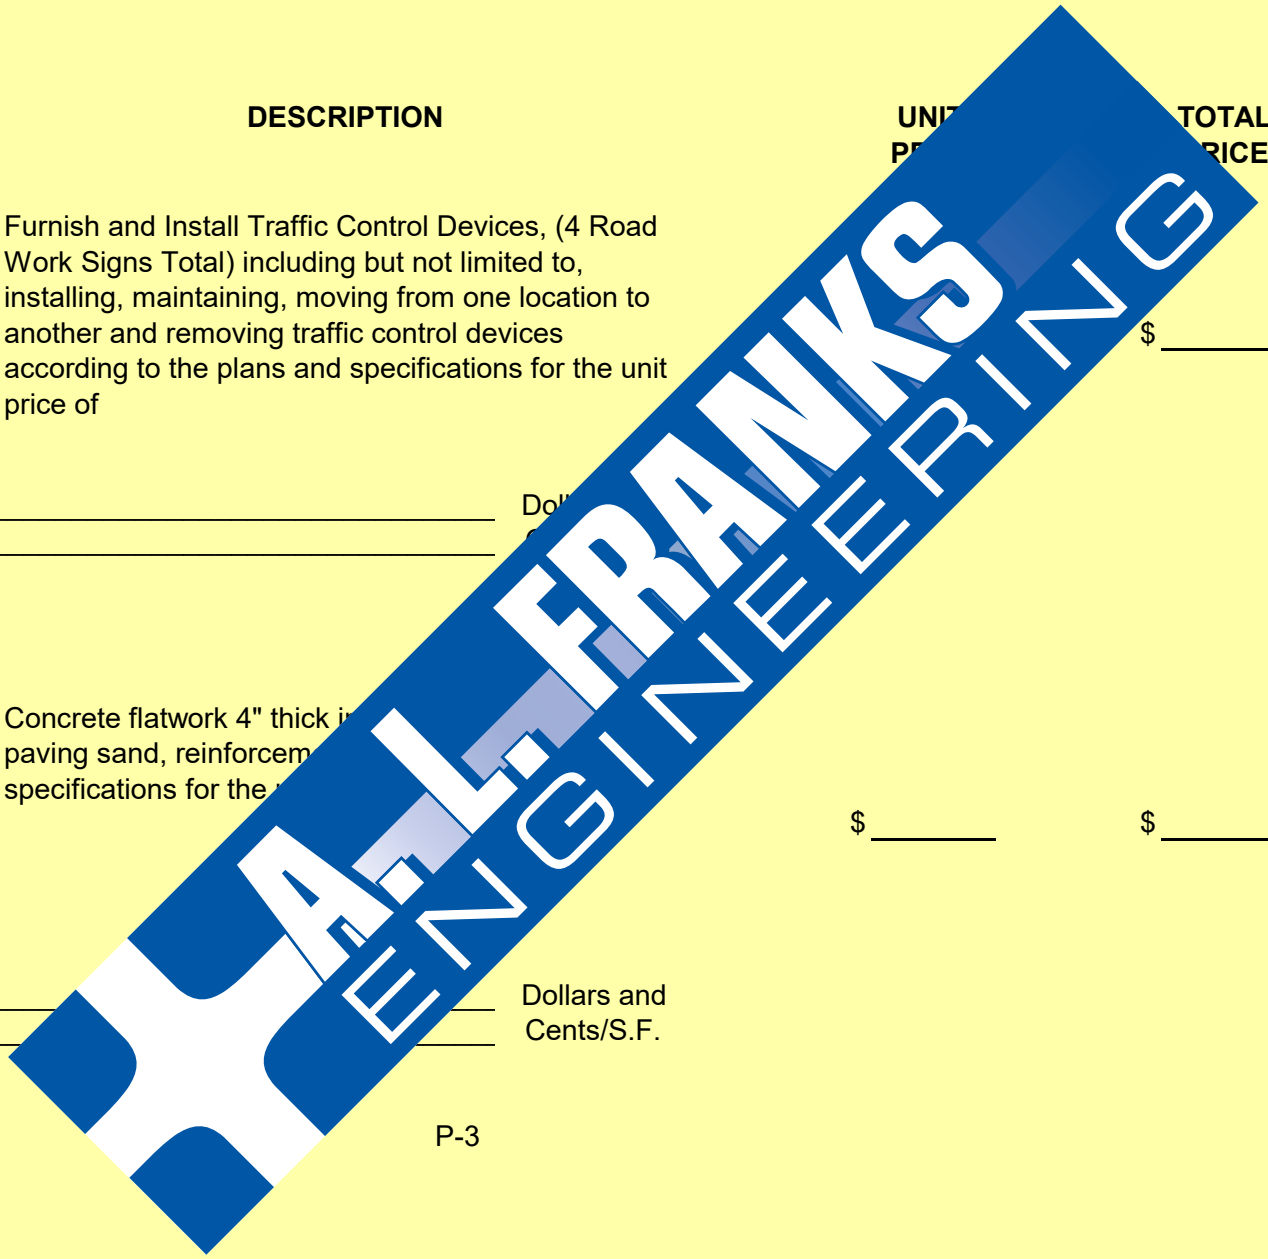 DESCRIPTION
TOTAL
Furnish and Install Traffic Control Devices, (4 Road
Work Signs Total) including but not limited to,
installing, maintaining, moving from one location to
another and removing traffic control devices
$
according to the plans and specifications for the unit
price of
Concrete flatwork 4" thick
paving sand,
specifications for the
$ $
Dollars and
Cents/S.F.
P-3
A.L. FRANKS
ENGINEERING